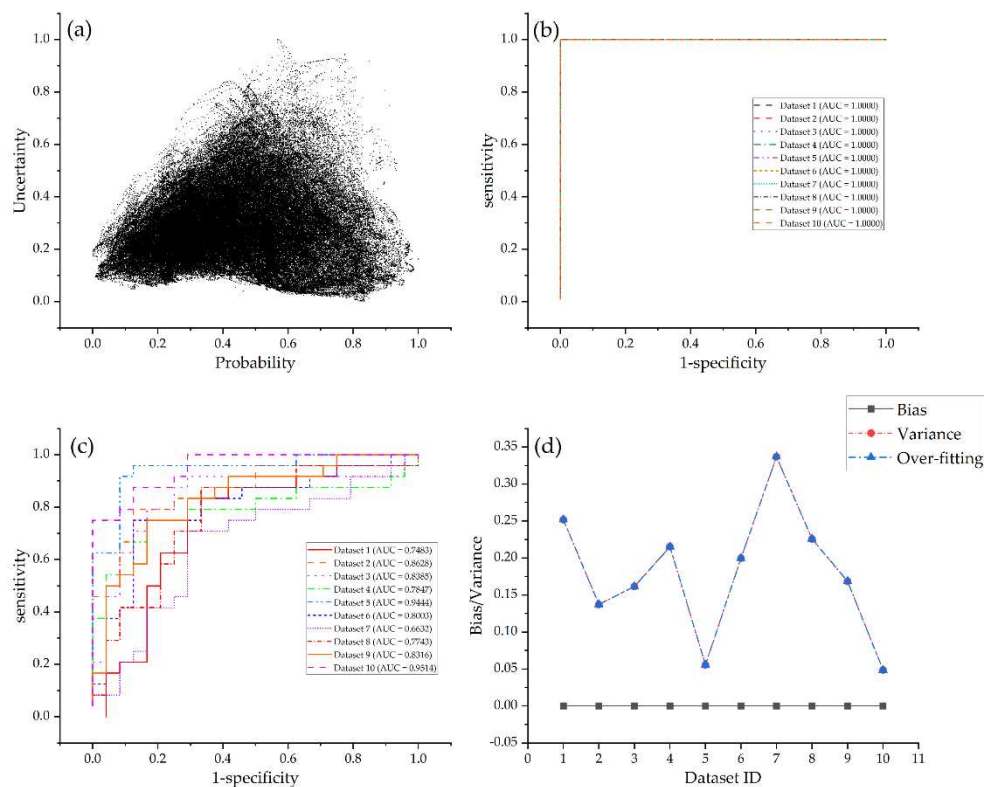 (a)
1.0
0.8
0.6
0.4
0.2
0.0
Uncertainty
0.0 0.2 0.4 0.6 0.8 1.0
Probability
(b)
1.0
0.8
0.6
0.4
0.2
0.0
sensitivity
Dataset 1 (AUC = 1.0000)
Dataset 2 (AUC = 1.0000)
Dataset 3 (AUC = 1.0000)
Dataset 4 (AUC = 1.0000)
Dataset 5 (AUC = 1.0000)
Dataset 6 (AUC = 1.0000)
Dataset 7 (AUC = 1.0000)
Dataset 8 (AUC = 1.0000)
Dataset 9 (AUC = 1.0000)
Dataset 10 (AUC = 1.0000)
0.0 0.2 0.4 0.6 0.8 1.0
1-specificity
(c)
1.0
0.8
0.6
0.4
0.2
0.0
sensitivity
Dataset 1 (AUC = 0.7483)
Dataset 2 (AUC = 0.8628)
Dataset 3 (AUC = 0.8385)
Dataset 4 (AUC = 0.7847)
Dataset 5 (AUC = 0.9444)
Dataset 6 (AUC = 0.8003)
Dataset 7 (AUC = 0.6632)
Dataset 8 (AUC = 0.7743)
Dataset 9 (AUC = 0.8316)
Dataset 10 (AUC = 0.9514)
0.0 0.2 0.4 0.6 0.8 1.0
1-specificity
Bias
Variance
Over-fitting
(d)
0.35
0.30
0.25
0.20
0.15
0.10
0.05
0.00
-0.05
Bias/Variance
1 2 3 4 5 6 7 8 9 10 11
Dataset ID